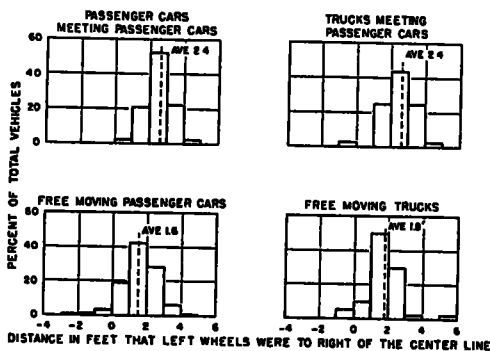 PASSENGER CARS
MEETING PASSENGER CARS
TRUCKS MEETING
PASSENGER CARS
60
40
20
0
AVE 2 4
AVE 2 4
PERCENT OF TOTAL VEHICLES
FREE MOVING PASSENGER CARS
FREE MOVING TRUCKS
60
40
20
0
AVE 1.6
AVE 1.8
-4 -2 0 2 4 -4 -2 0 2 4 6
DISTANCE IN FEET THAT LEFT WHEELS WERE TO RIGHT OF THE CENTER LINE